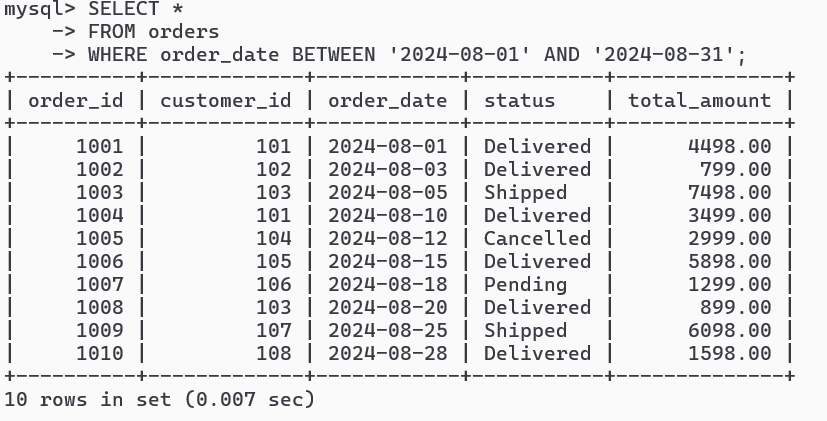 mysql> SELECT *
    -> FROM orders
    -> WHERE order_date BETWEEN '2024-08-01' AND '2024-08-31';
+----------+-------------+------------+-----------+--------------+
| order_id | customer_id | order_date | status    | total_amount |
+----------+-------------+------------+-----------+--------------+
|     1001 |         101 | 2024-08-01 | Delivered |      4498.00 |
|     1002 |         102 | 2024-08-03 | Delivered |       799.00 |
|     1003 |         103 | 2024-08-05 | Shipped   |      7498.00 |
|     1004 |         101 | 2024-08-10 | Delivered |      3499.00 |
|     1005 |         104 | 2024-08-12 | Cancelled |      2999.00 |
|     1006 |         105 | 2024-08-15 | Delivered |      5898.00 |
|     1007 |         106 | 2024-08-18 | Pending   |      1299.00 |
|     1008 |         103 | 2024-08-20 | Delivered |       899.00 |
|     1009 |         107 | 2024-08-25 | Shipped   |      6098.00 |
|     1010 |         108 | 2024-08-28 | Delivered |      1598.00 |
+----------+-------------+------------+-----------+--------------+
10 rows in set (0.007 sec)